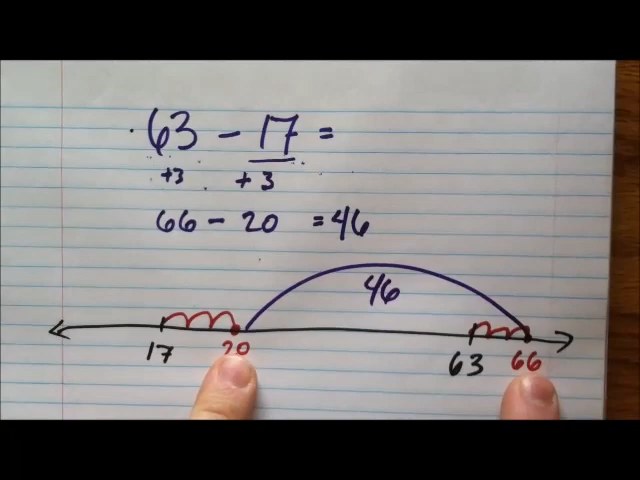 63 - 17 =
+3 +3
66 - 20 = 46
46
17 20 63 66